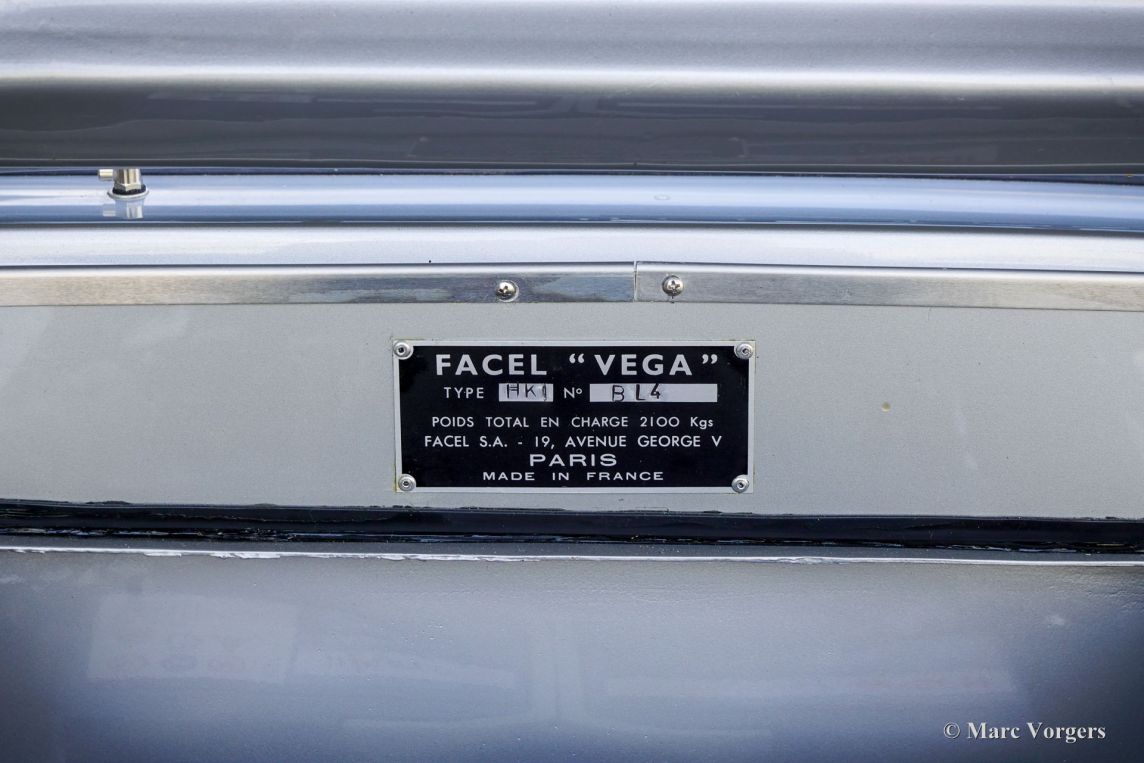 FACEL “VEGA”
TYPE HK1 Nº BL4
POIDS TOTAL EN CHARGE 2100 Kgs
FACEL S.A. - 19, AVENUE GEORGE V
PARIS
MADE IN FRANCE
© Marc Vorgers